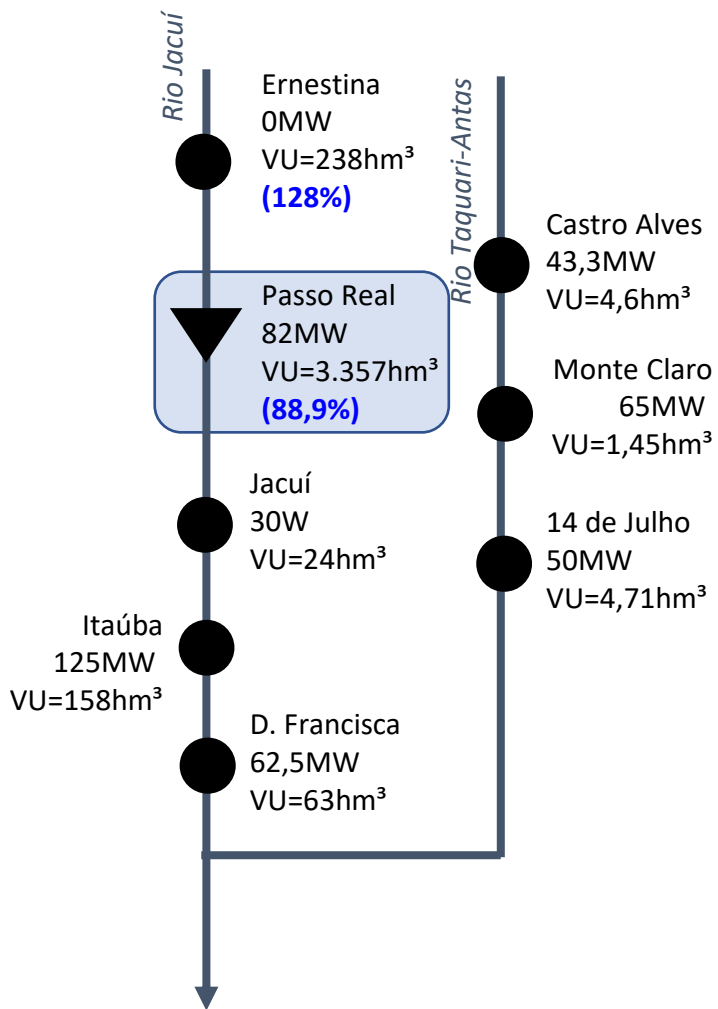 Rio Jacuí
Ernestina
0MW
VU=238hm³
(128%)
Passo Real
82MW
VU=3.357hm³
(88,9%)
Jacuí
30W
VU=24hm³
Itaúba
125MW
VU=158hm³
D. Francisca
62,5MW
VU=63hm³
Rio Taquari-Antas
Castro Alves
43,3MW
VU=4,6hm³
Monte Claro
65MW
VU=1,45hm³
14 de Julho
50MW
VU=4,71hm³